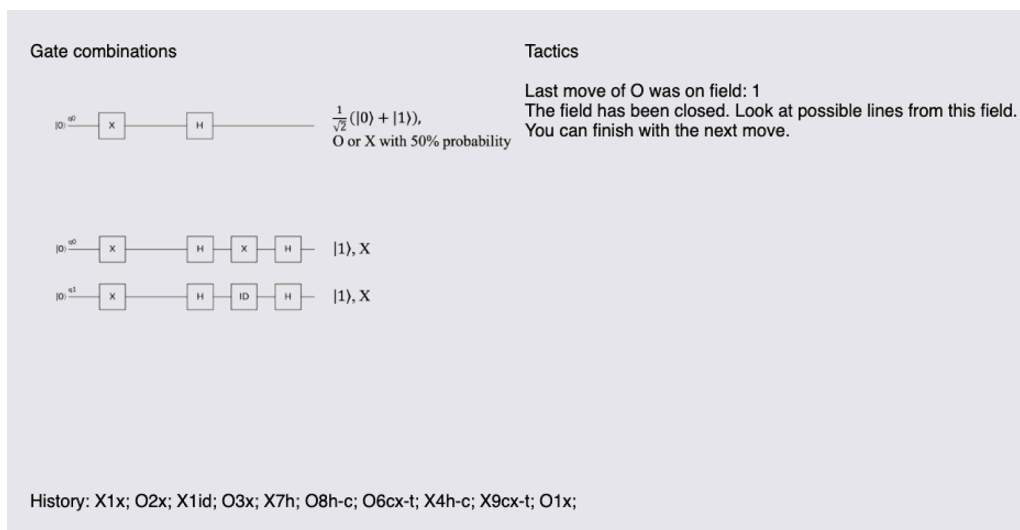 Gate combinations
Tactics
Last move of O was on field: 1
The field has been closed. Look at possible lines from this field.
You can finish with the next move.
|0⟩ q0 X H
1/√2 (|0⟩ + |1⟩),
O or X with 50% probability
|0⟩ q0 X H X H |1⟩, X
|0⟩ q1 X H ID H |1⟩, X
History: X1x; O2x; X1id; O3x; X7h; O8h-c; O6cx-t; X4h-c; X9cx-t; O1x;